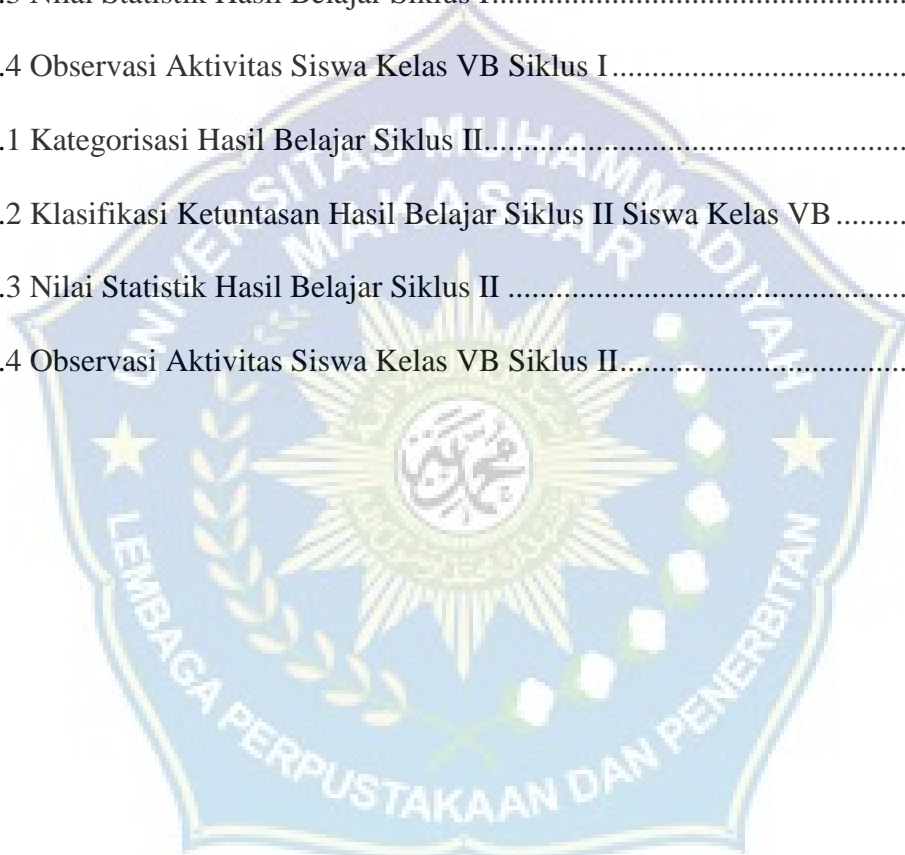 .3 Nilai Statistik Hasil Belajar Siklus I................................................
.4 Observasi Aktivitas Siswa Kelas VB Siklus I................................
.1 Kategorisasi Hasil Belajar Siklus II................................................
.2 Klasifikasi Ketuntasan Hasil Belajar Siklus II Siswa Kelas VB.........
.3 Nilai Statistik Hasil Belajar Siklus II ................................................
.4 Observasi Aktivitas Siswa Kelas VB Siklus II................................
UNIVERSITAS MUHAMMADIYAH
MAKASSAR
LEMBAGA PERPUSTAKAAN DAN PENERBITAN